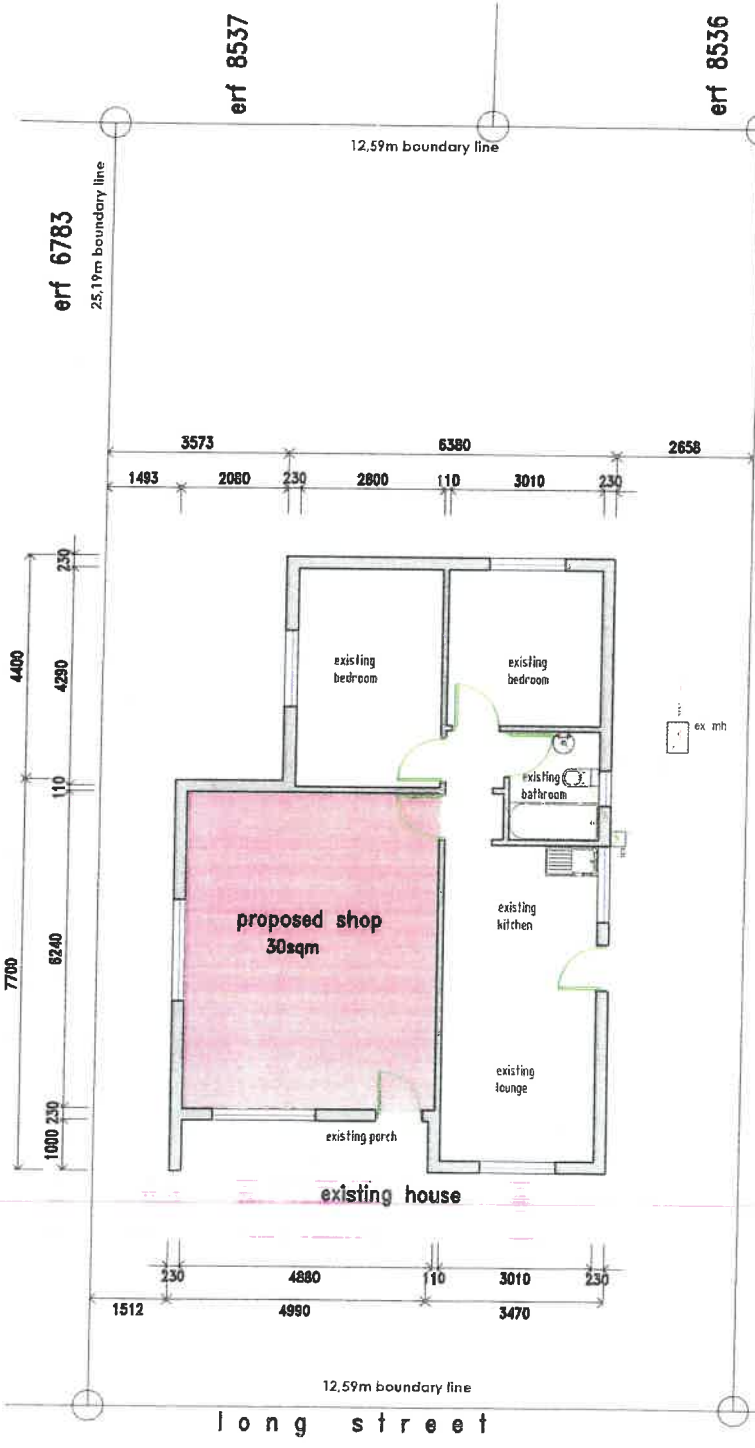 erf 8537
erf 8536
12,59m boundary line
erf 6783
25,19m boundary line
3573
6380
2658
1493
2080
230
2800
110
3010
230
230
4400
4290
existing
bedroom
existing
bedroom
ex mh
110
existing
bathroom
proposed shop
30sqm
existing
kitchen
7700
6240
existing
lounge
230
existing porch
1000
existing house
230
4880
110
3010
230
1512
4990
3470
12,59m boundary line
long street